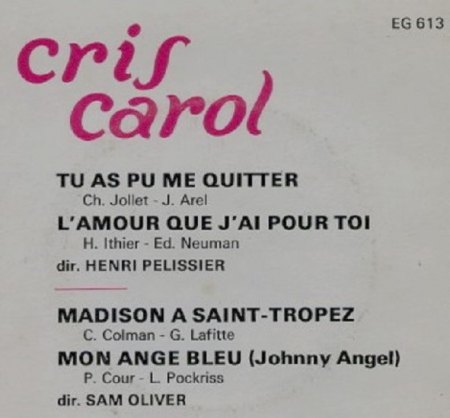 EG 613
cris
carol
TU AS PU ME QUITTER
Ch. Jollet - J. Arel
L'AMOUR QUE J'AI POUR TOI
H. Ithier - Ed. Neuman
dir. HENRI PELISSIER
MADISON A SAINT-TROPEZ
C. Colman - G. Lafitte
MON ANGE BLEU (Johnny Angel)
P. Cour - L. Pockriss
dir. SAM OLIVER